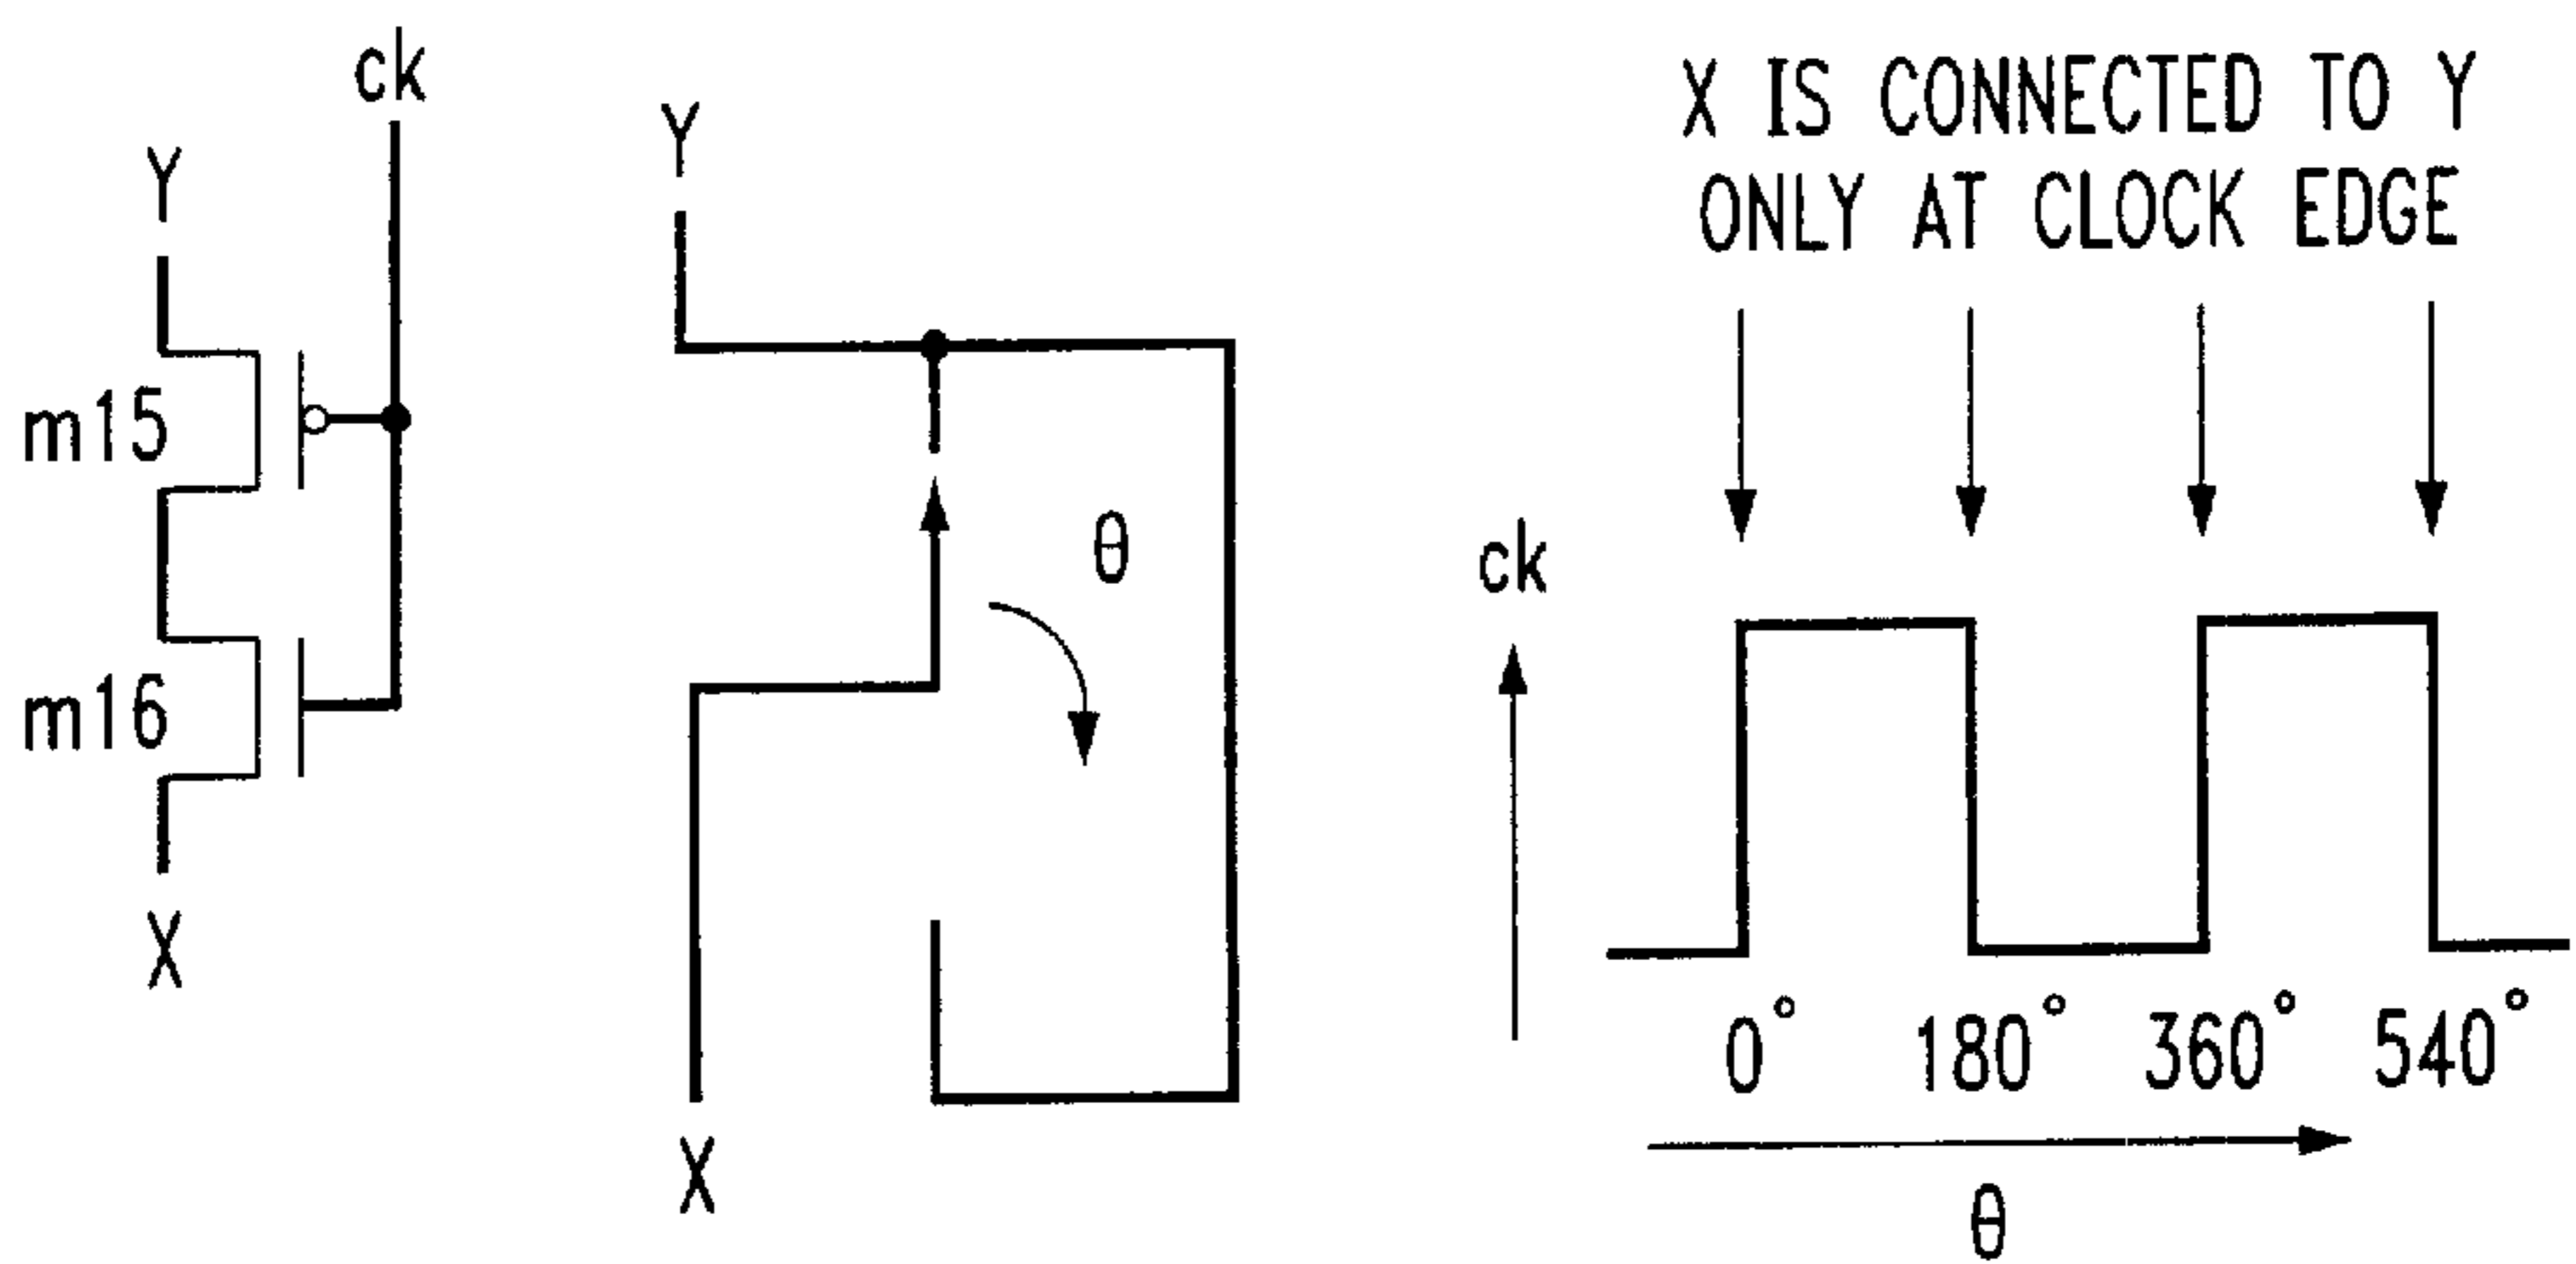 ck
Y
m15
m16
X
Y
θ
X
X IS CONNECTED TO Y
ONLY AT CLOCK EDGE
ck
0° 180° 360° 540°
θ